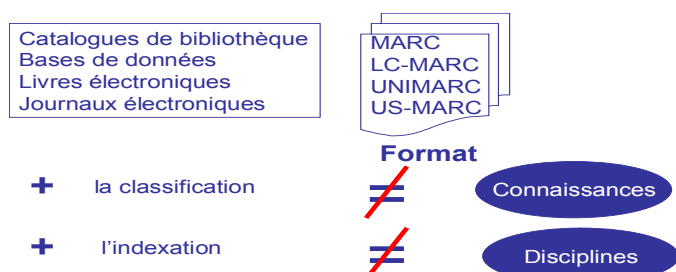 Catalogues de bibliothèque
Bases de données
Livres électroniques
Journaux électroniques
MARC
LC-MARC
UNIMARC
US-MARC
Format
+ la classification ≠ Connaissances
+ l'indexation ≠ Disciplines